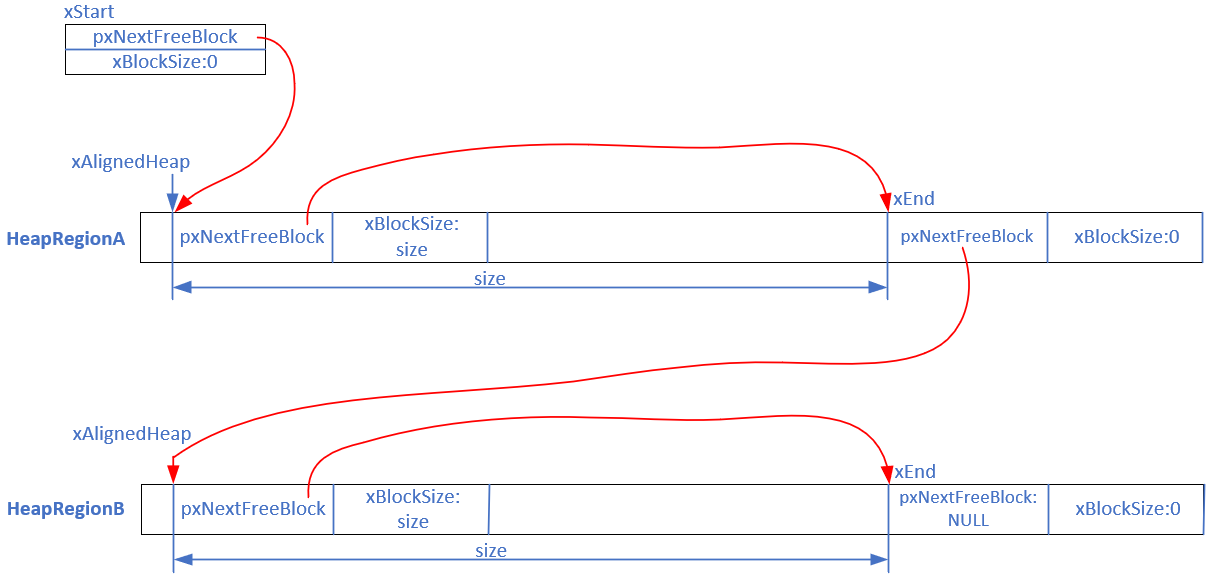 xStart
pxNextFreeBlock
xBlockSize:0
xAlignedHeap
xEnd
HeapRegionA
pxNextFreeBlock
xBlockSize:
size
pxNextFreeBlock
xBlockSize:0
size
xAlignedHeap
xEnd
HeapRegionB
pxNextFreeBlock
xBlockSize:
size
pxNextFreeBlock:
NULL
xBlockSize:0
size